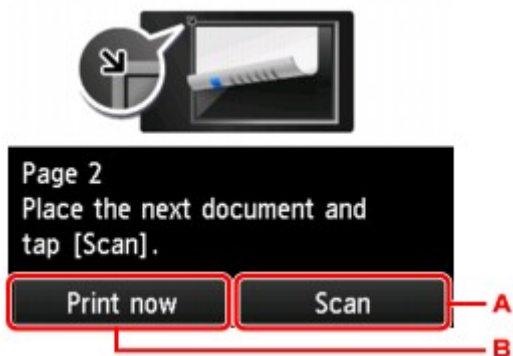 Page 2
Place the next document and
tap [Scan].
Print now
Scan
A
B